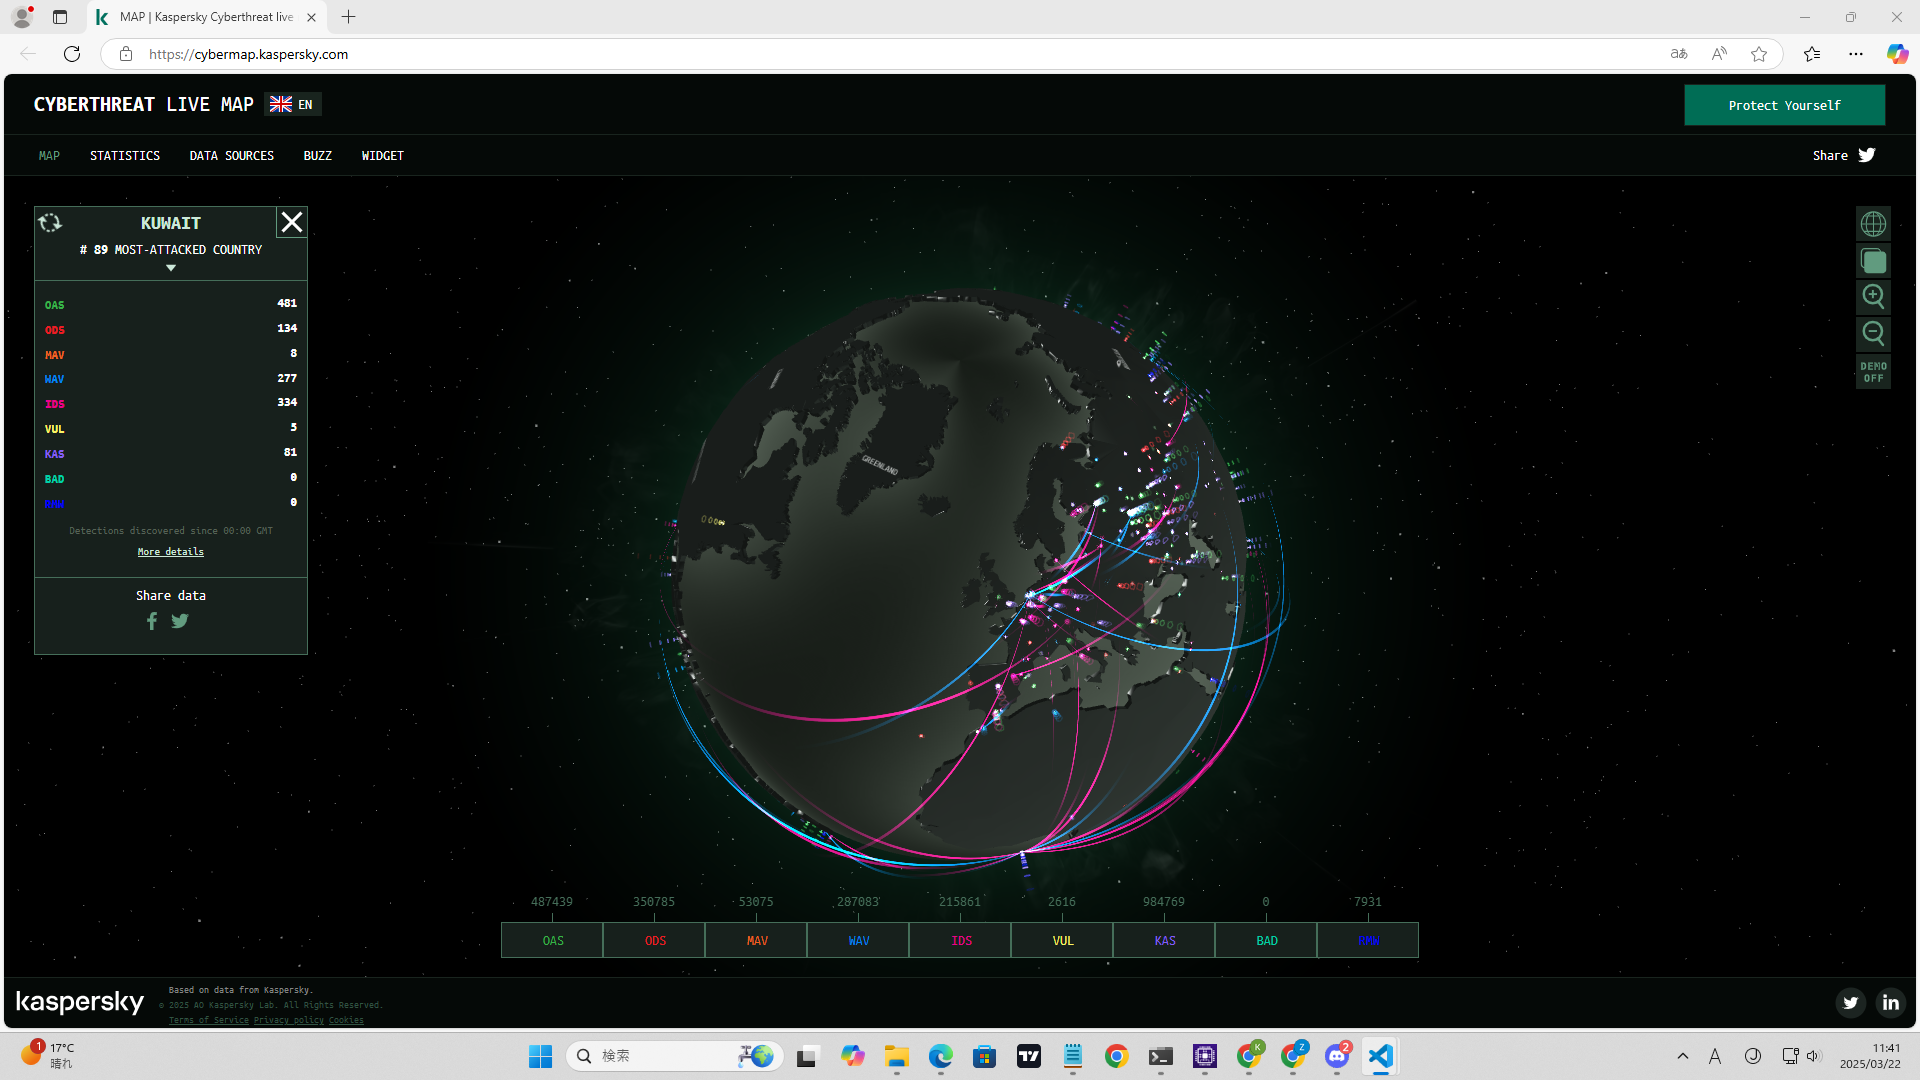 MAP | Kaspersky Cyberthreat live
https://cybermap.kaspersky.com
CYBERTHREAT LIVE MAP EN
Protect Yourself
MAP STATISTICS DATA SOURCES BUZZ WIDGET
Share
KUWAIT
# 89 MOST-ATTACKED COUNTRY
OAS 481
ODS 134
MAV 8
WAV 277
IDS 334
VUL 5
KAS 81
BAD 0
RMW 0
Detections discovered since 00:00 GMT
More details
Share data
DEMO
OFF
GREENLAND
487439 350785 53075 287083 215861 2616 984769 0 7931
OAS ODS MAV WAV IDS VUL KAS BAD RMW
kaspersky
Based on data from Kaspersky.
© 2025 AO Kaspersky Lab. All Rights Reserved.
Terms of Service Privacy policy Cookies
1
17°C
晴れ
検索
K
Z
2
A
11:41
2025/03/22